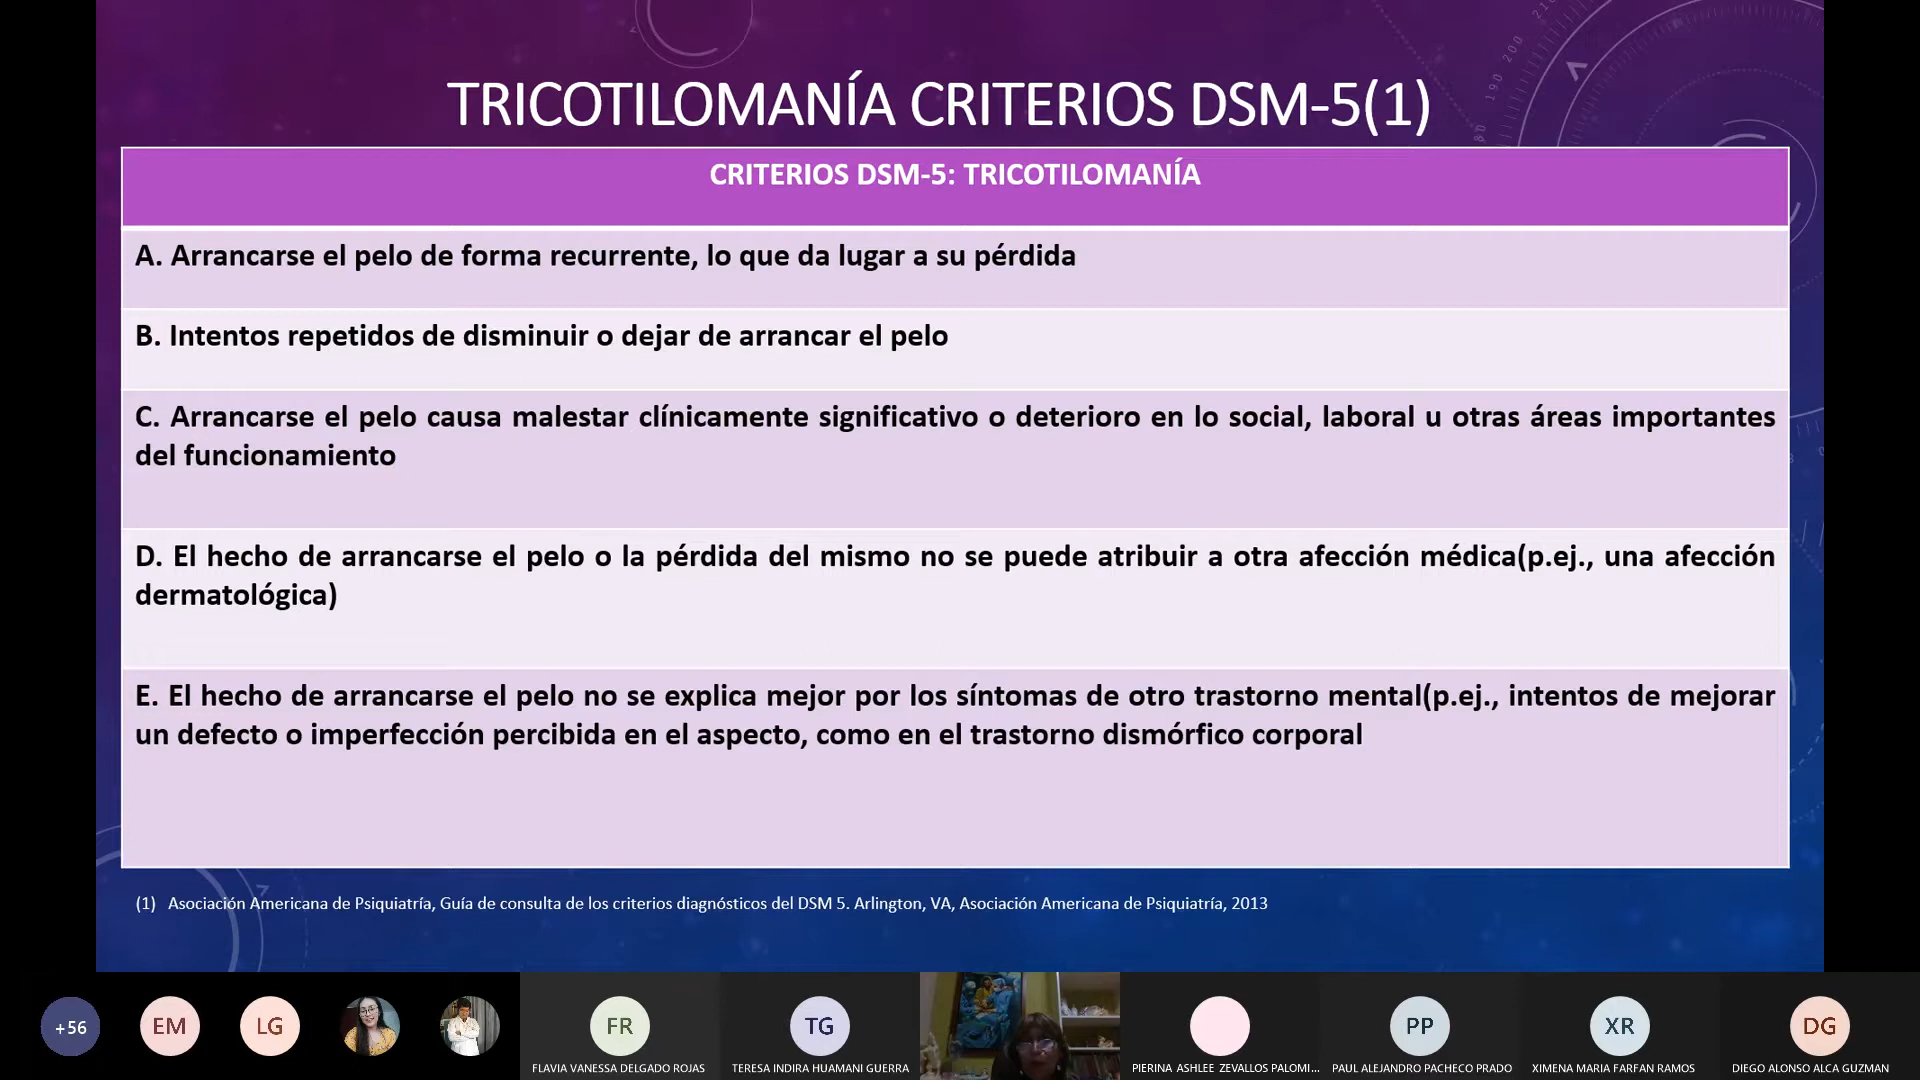 TRICOTILOMANÍA CRITERIOS DSM-5(1)
CRITERIOS DSM-5: TRICOTILOMANÍA
A. Arrancarse el pelo de forma recurrente, lo que da lugar a su pérdida
B. Intentos repetidos de disminuir o dejar de arrancar el pelo
C. Arrancarse el pelo causa malestar clínicamente significativo o deterioro en lo social, laboral u otras áreas importantes
del funcionamiento
D. El hecho de arrancarse el pelo o la pérdida del mismo no se puede atribuir a otra afección médica(p.ej., una afección
dermatológica)
E. El hecho de arrancarse el pelo no se explica mejor por los síntomas de otro trastorno mental(p.ej., intentos de mejorar
un defecto o imperfección percibida en el aspecto, como en el trastorno dismórfico corporal
(1) Asociación Americana de Psiquiatría, Guía de consulta de los criterios diagnósticos del DSM 5. Arlington, VA, Asociación Americana de Psiquiatría, 2013
+56
EM
LG
FR
TG
PP
XR
DG
FLAVIA VANESSA DELGADO ROJAS
TERESA INDIRA HUAMANI GUERRA
PIERINA ASHLEE ZEVALLOS PALOMI...
PAUL ALEJANDRO PACHECO PRADO
XIMENA MARIA FARFAN RAMOS
DIEGO ALONSO ALCA GUZMAN
210
200
190